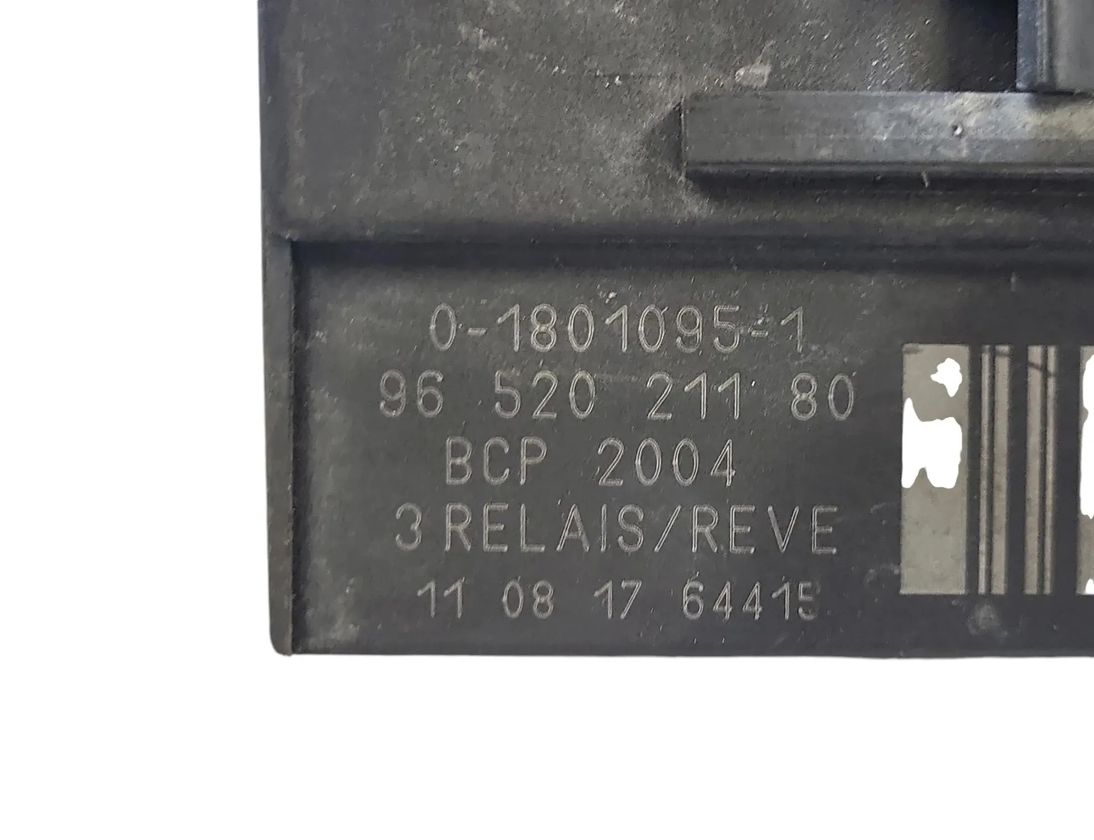 0-1801095-1
96 520 211 80
BCP 2004
3 RELAIS/REVE
11 08 17 64415